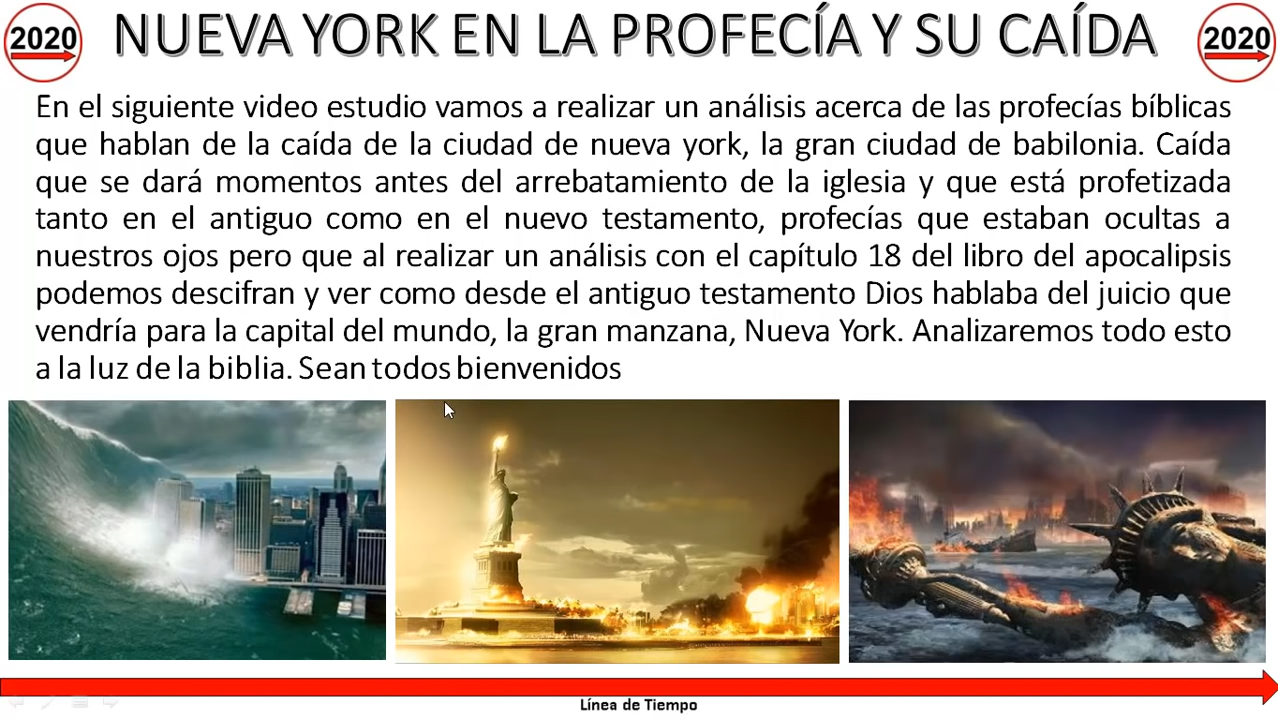 2020
NUEVA YORK EN LA PROFECÍA Y SU CAÍDA
2020
En el siguiente video estudio vamos a realizar un análisis acerca de las profecías bíblicas
que hablan de la caída de la ciudad de nueva york, la gran ciudad de babilonia. Caída
que se dará momentos antes del arrebatamiento de la iglesia y que está profetizada
tanto en el antiguo como en el nuevo testamento, profecías que estaban ocultas a
nuestros ojos pero que al realizar un análisis con el capítulo 18 del libro del apocalipsis
podemos descifran y ver como desde el antiguo testamento Dios hablaba del juicio que
vendría para la capital del mundo, la gran manzana, Nueva York. Analizaremos todo esto
a la luz de la biblia. Sean todos bienvenidos
Línea de Tiempo